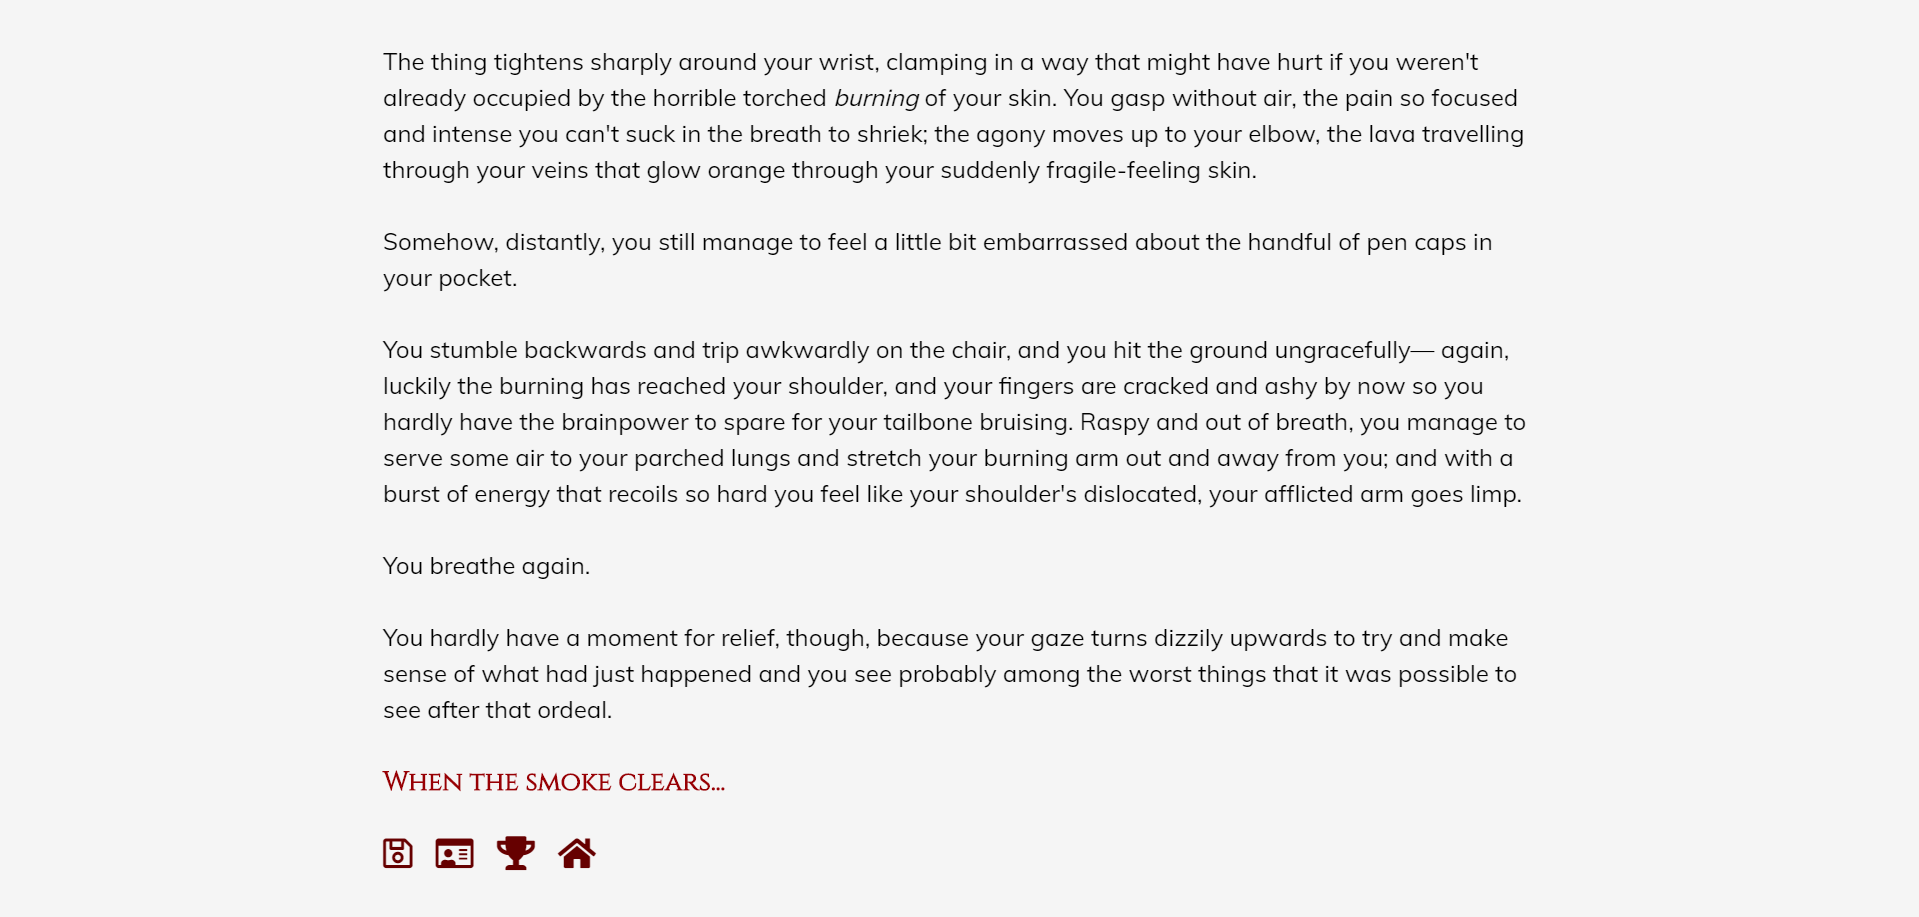 The thing tightens sharply around your wrist, clamping in a way that might have hurt if you weren't
already occupied by the horrible torched burning of your skin. You gasp without air, the pain so focused
and intense you can't suck in the breath to shriek; the agony moves up to your elbow, the lava travelling
through your veins that glow orange through your suddenly fragile-feeling skin.
Somehow, distantly, you still manage to feel a little bit embarrassed about the handful of pen caps in
your pocket.
You stumble backwards and trip awkwardly on the chair, and you hit the ground ungracefully— again,
luckily the burning has reached your shoulder, and your fingers are cracked and ashy by now so you
hardly have the brainpower to spare for your tailbone bruising. Raspy and out of breath, you manage to
serve some air to your parched lungs and stretch your burning arm out and away from you; and with a
burst of energy that recoils so hard you feel like your shoulder's dislocated, your afflicted arm goes limp.
You breathe again.
You hardly have a moment for relief, though, because your gaze turns dizzily upwards to try and make
sense of what had just happened and you see probably among the worst things that it was possible to
see after that ordeal.
When the smoke clears...